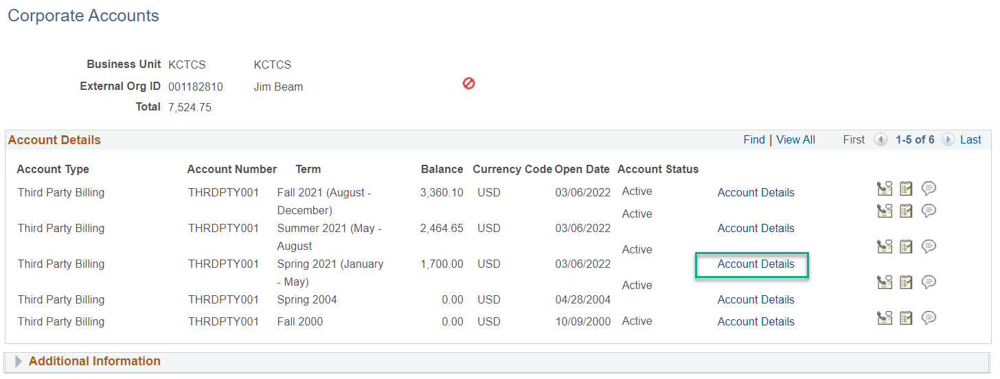 Corporate Accounts
Business Unit KCTCS KCTCS
External Org ID 001182810 Jim Beam
Total 7,524.75
Account Details Find | View All First 1-5 of 6 Last
Account Type Account Number Term Balance Currency Code Open Date Account Status
Third Party Billing THRDPTY001 Fall 2021 (August - 3,360.10 USD 03/06/2022 Active Account Details
December) Active
Third Party Billing THRDPTY001 Summer 2021 (May - 2,464.65 USD 03/06/2022 Account Details
August Active
Third Party Billing THRDPTY001 Spring 2021 (January 1,700.00 USD 03/06/2022 Account Details
- May) Active
Third Party Billing THRDPTY001 Spring 2004 0.00 USD 04/28/2004 Account Details
Third Party Billing THRDPTY001 Fall 2000 0.00 USD 10/09/2000 Active Account Details
Additional Information